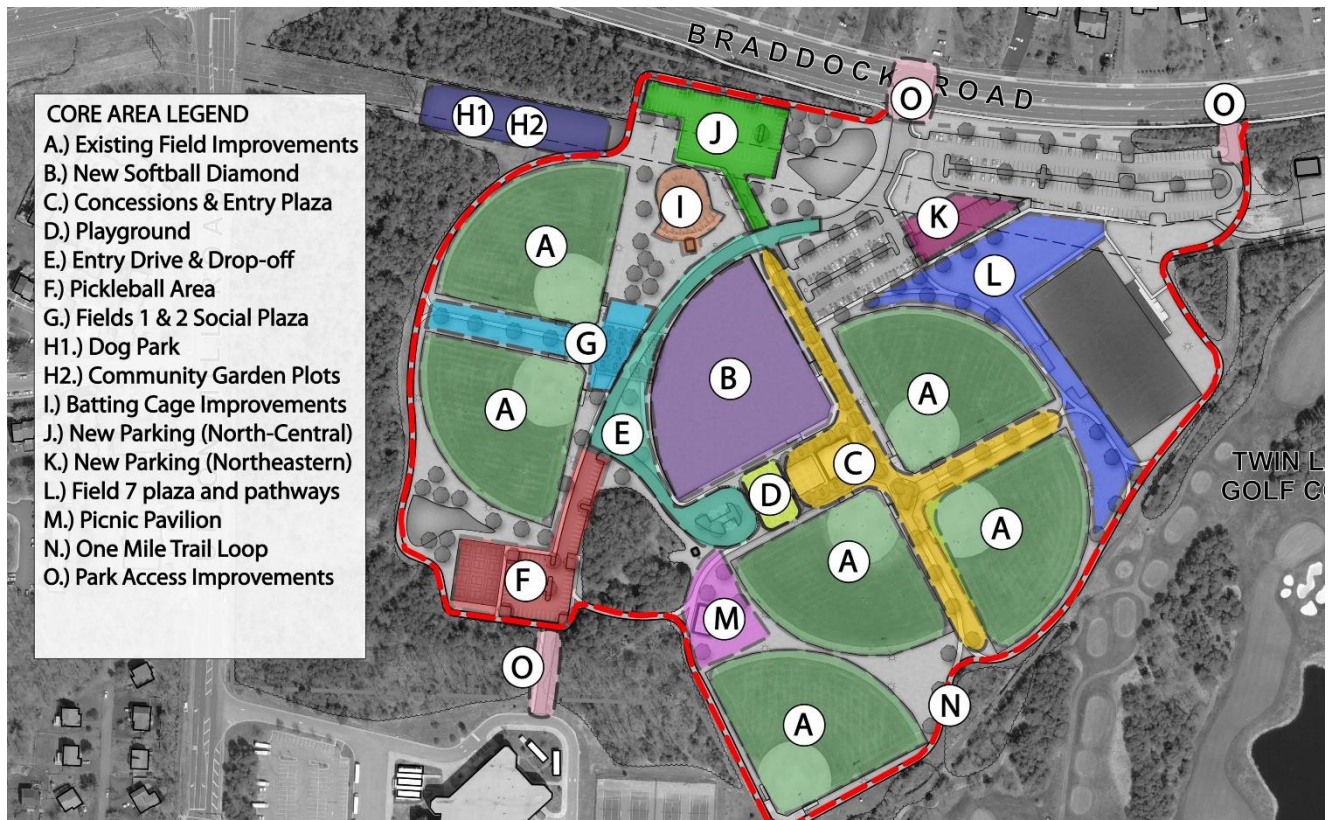 CORE AREA LEGEND
A.) Existing Field Improvements
B.) New Softball Diamond
C.) Concessions & Entry Plaza
D.) Playground
E.) Entry Drive & Drop-off
F.) Pickleball Area
G.) Fields 1 & 2 Social Plaza
H1.) Dog Park
H2.) Community Garden Plots
I.) Batting Cage Improvements
J.) New Parking (North-Central)
K.) New Parking (Northeastern)
L.) Field 7 plaza and pathways
M.) Picnic Pavilion
N.) One Mile Trail Loop
O.) Park Access Improvements
BRADDOCK ROAD
O
O
H1
H2
J
I
K
A
L
G
B
A
A
E
C
D
A
A
F
M
O
N
A
TWIN L
GOLF CO